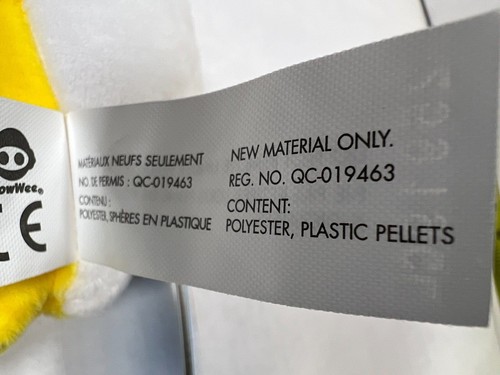 owWee®
CE
MATÉRIAUX NEUFS SEULEMENT
NO. DE PERMIS : QC-019463
CONTENU :
POLYESTER, SPHÈRES EN PLASTIQUE
NEW MATERIAL ONLY.
REG. NO. QC-019463
CONTENT:
POLYESTER, PLASTIC PELLETS